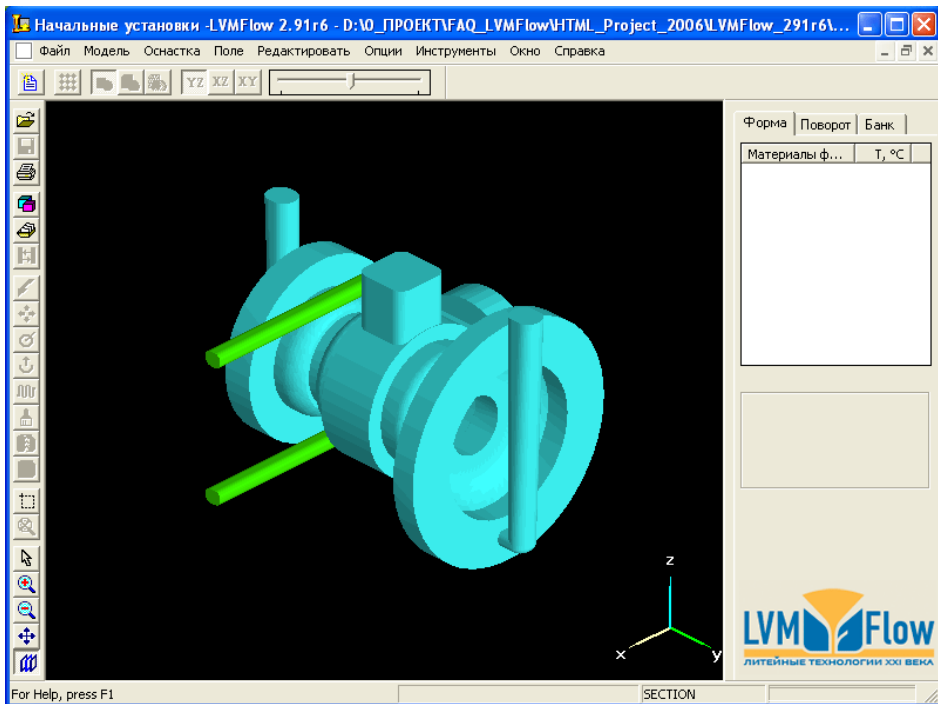 Начальные установки -LVMFlow 2.91r6 - D:\0_ПРОЕКТ\FAQ_LVMFlow\HTML_Project_2006\LVMFlow_291r6\...
Файл Модель Оснастка Поле Редактировать Опции Инструменты Окно Справка
YZ XZ XY
Форма Поворот Банк
Материалы ф... T, °C
z
x
y
LVM Flow
ЛИТЕЙНЫЕ ТЕХНОЛОГИИ XXI ВЕКА
For Help, press F1
SECTION